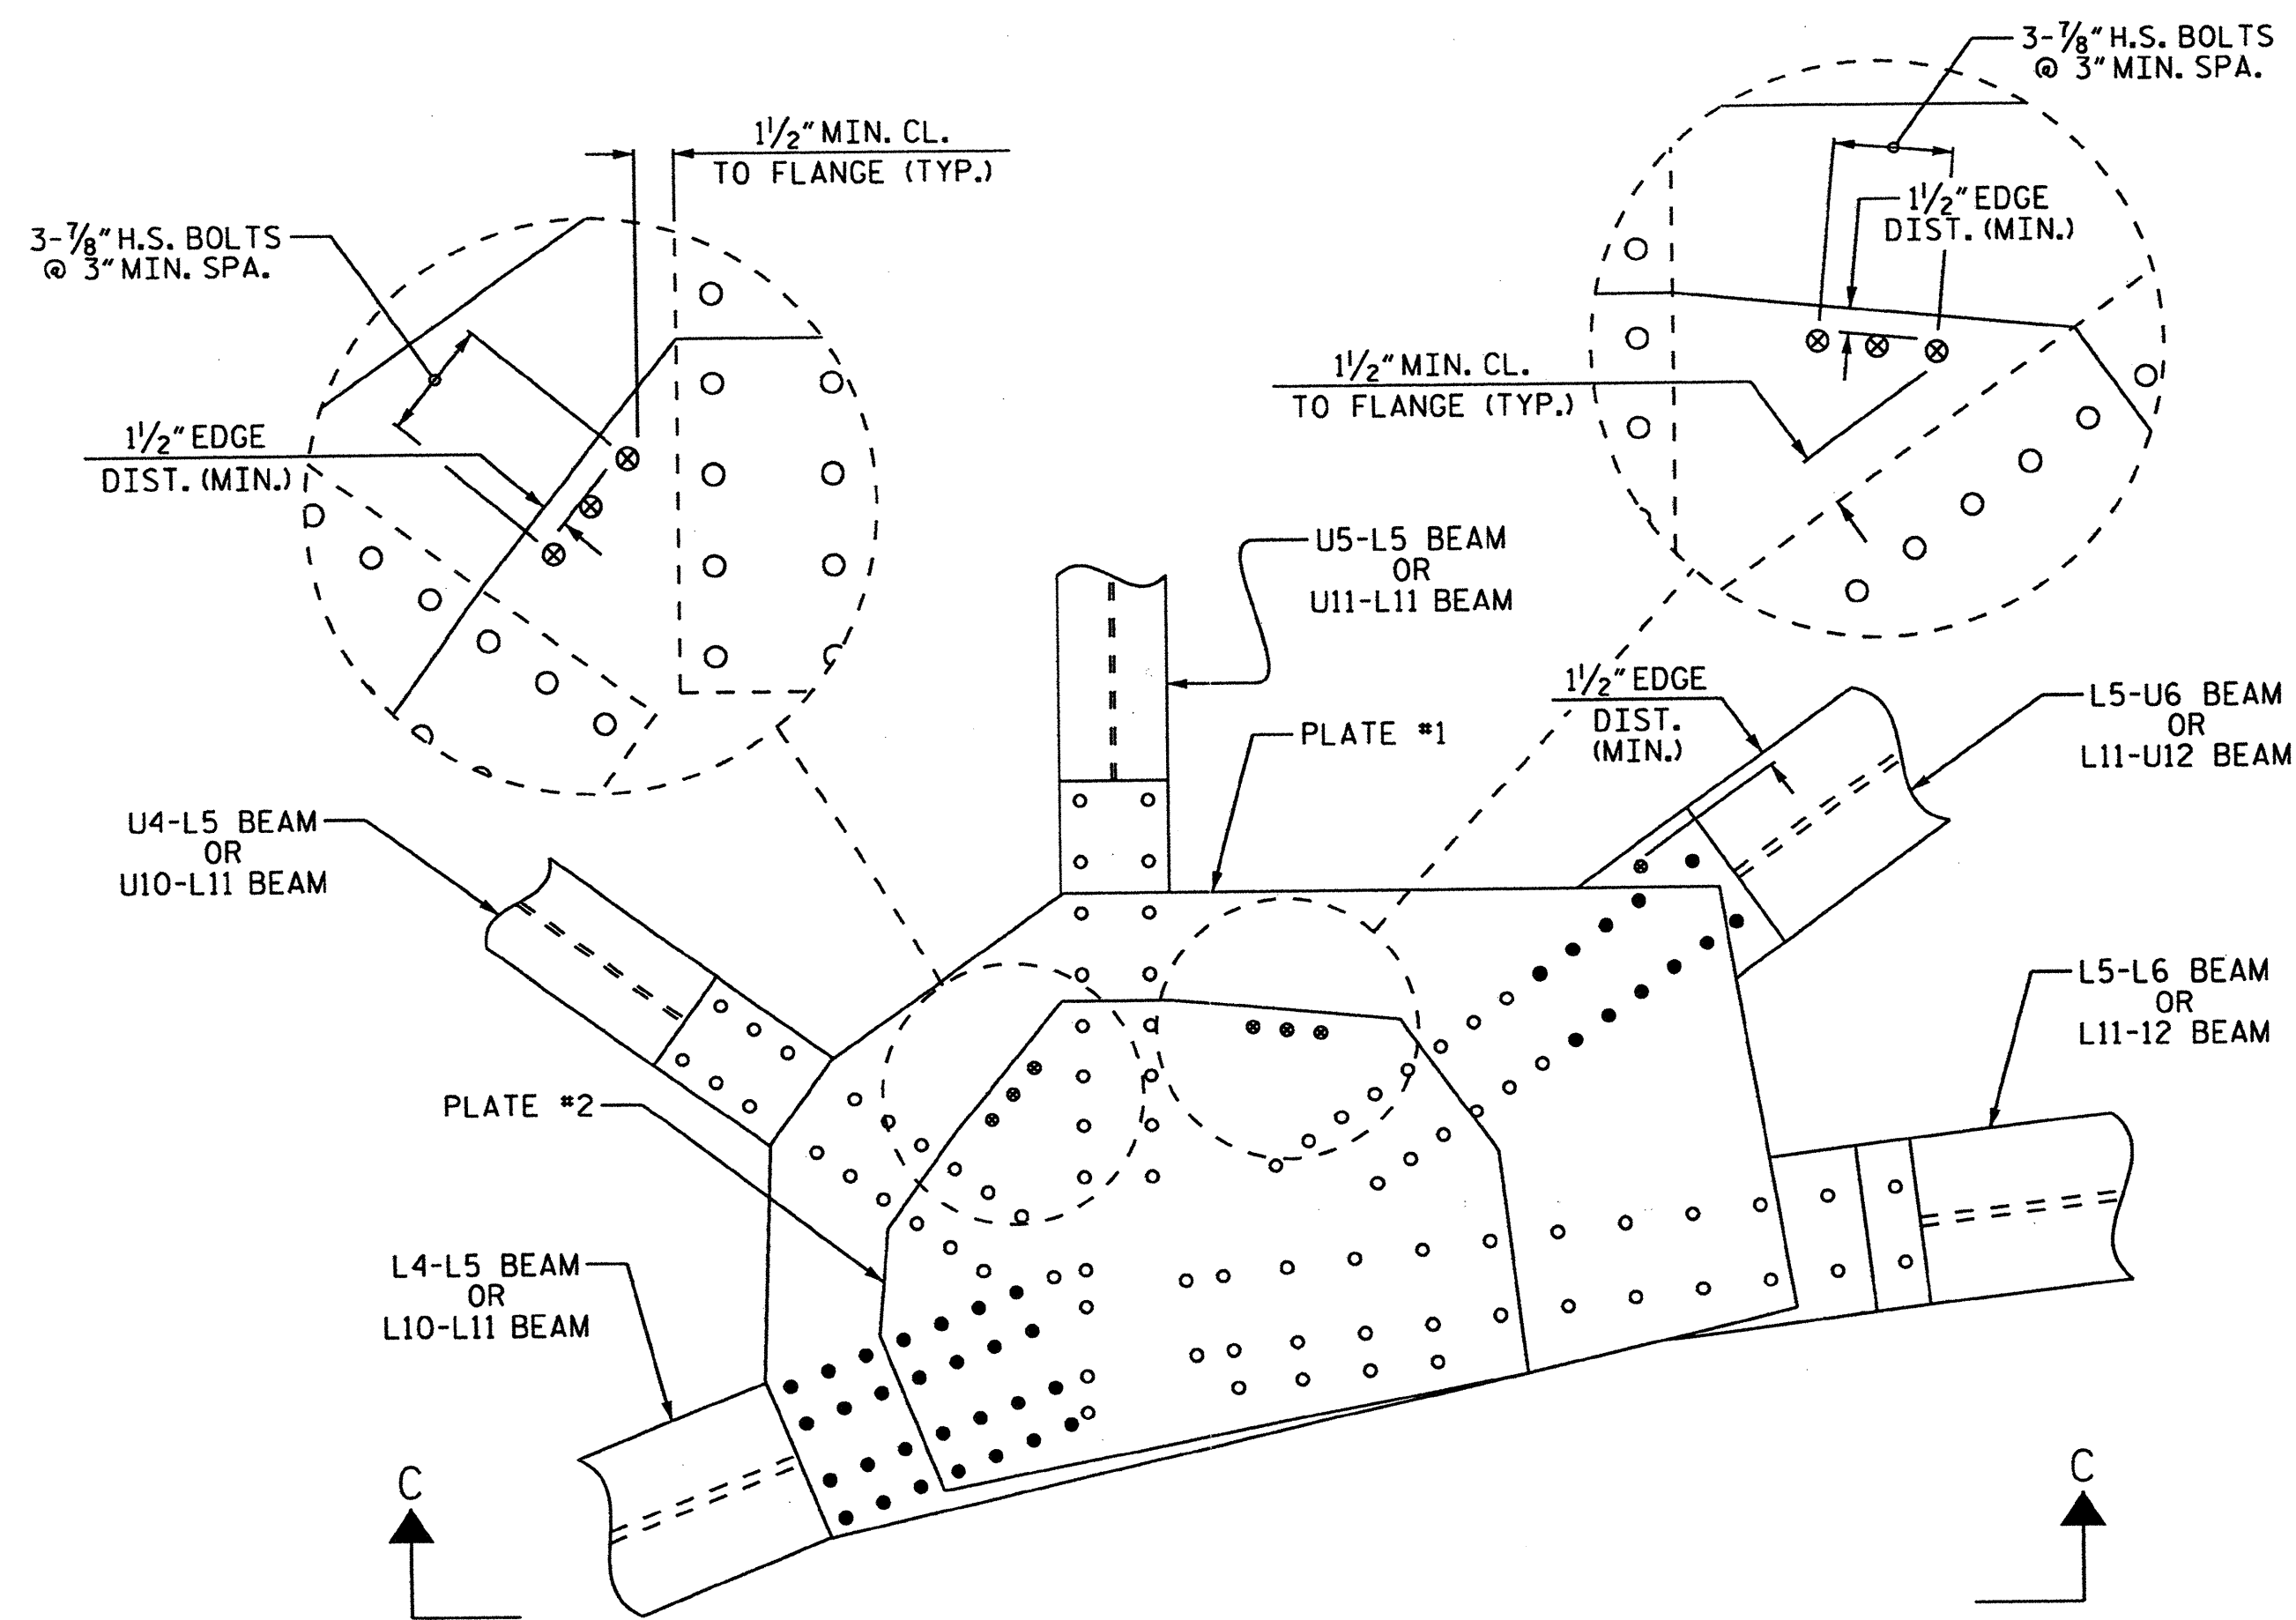 3-7/8" H.S. BOLTS
@ 3" MIN. SPA.
1 1/2" MIN. CL.
TO FLANGE (TYP.)
3-7/8" H.S. BOLTS
@ 3" MIN. SPA.
1 1/2" EDGE
DIST. (MIN.)
1 1/2" EDGE
DIST. (MIN.)
1 1/2" MIN. CL.
TO FLANGE (TYP.)
U5-L5 BEAM
OR
U11-L11 BEAM
1 1/2" EDGE
DIST.
(MIN.)
L5-U6 BEAM
OR
L11-U12 BEAM
PLATE #1
U4-L5 BEAM
OR
U10-L11 BEAM
L5-L6 BEAM
OR
L11-12 BEAM
PLATE #2
L4-L5 BEAM
OR
L10-L11 BEAM
C
C